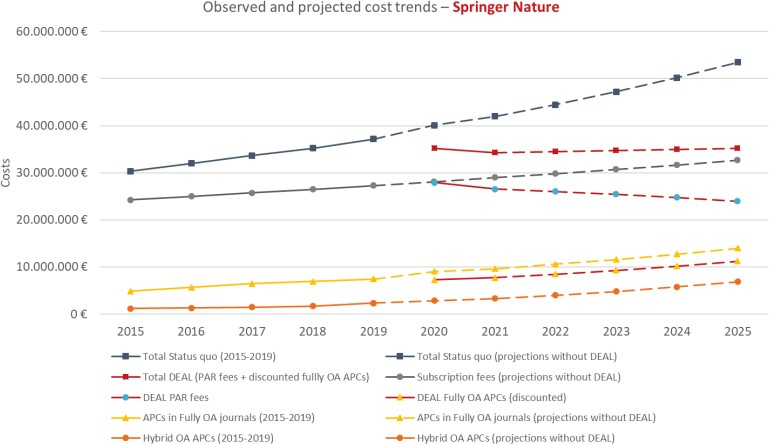 Observed and projected cost trends – Springer Nature
60.000.000 €
50.000.000 €
40.000.000 €
30.000.000 €
20.000.000 €
10.000.000 €
0 €
Costs
2015 2016 2017 2018 2019 2020 2021 2022 2023 2024 2025
Total Status quo (2015-2019) Total Status quo (projections without DEAL)
Total DEAL (PAR fees + discounted fullly OA APCs) Subscription fees (projections without DEAL)
DEAL PAR fees DEAL Fully OA APCs (discounted)
APCs in Fully OA journals (2015-2019) APCs in Fully OA journals (projections without DEAL)
Hybrid OA APCs (2015-2019) Hybrid OA APCs (projections without DEAL)